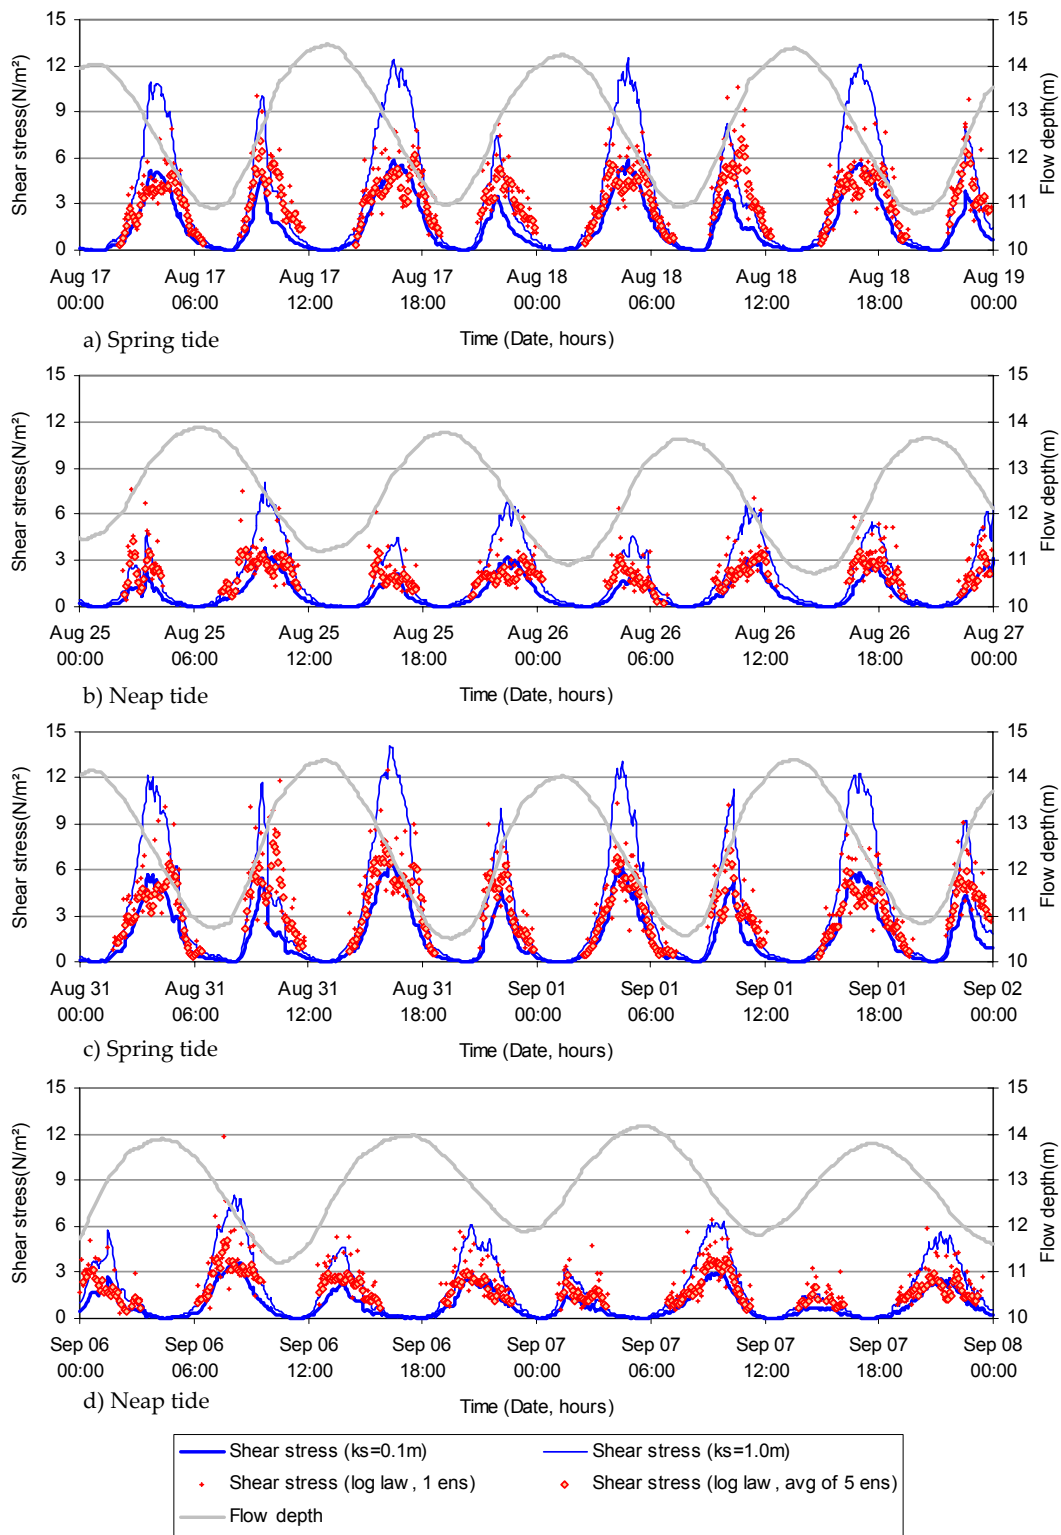 15 15
12 14
13
9
12
6
3 11
0 10
Shear stress(N/m²)
Flow depth(m)
Aug 17 Aug 17 Aug 17 Aug 17 Aug 18 Aug 18 Aug 18 Aug 18 Aug 19
00:00 06:00 12:00 18:00 00:00 06:00 12:00 18:00 00:00
a) Spring tide Time (Date, hours)
15 15
12 14
13
9
12
6
3 11
0 10
Shear stress(N/m²)
Flow depth(m)
Aug 25 Aug 25 Aug 25 Aug 25 Aug 26 Aug 26 Aug 26 Aug 26 Aug 27
00:00 06:00 12:00 18:00 00:00 06:00 12:00 18:00 00:00
b) Neap tide Time (Date, hours)
15 15
12 14
13
9
12
6
3 11
0 10
Shear stress(N/m²)
Flow depth(m)
Aug 31 Aug 31 Aug 31 Aug 31 Sep 01 Sep 01 Sep 01 Sep 01 Sep 02
00:00 06:00 12:00 18:00 00:00 06:00 12:00 18:00 00:00
c) Spring tide Time (Date, hours)
15 15
12 14
13
9
12
6
3 11
0 10
Shear stress(N/m²)
Flow depth(m)
Sep 06 Sep 06 Sep 06 Sep 06 Sep 07 Sep 07 Sep 07 Sep 07 Sep 08
00:00 06:00 12:00 18:00 00:00 06:00 12:00 18:00 00:00
d) Neap tide Time (Date, hours)
Shear stress (ks=0.1m) Shear stress (ks=1.0m)
Shear stress (log law, 1 ens) Shear stress (log law, avg of 5 ens)
Flow depth